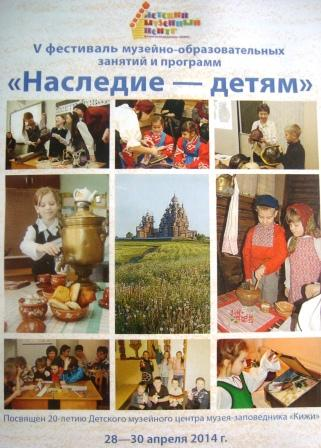 ДЕТСКИЙ
МУЗЕЙНЫЙ
ЦЕНТР
V фестиваль музейно-образовательных
занятий и программ
«Наследие — детям»
Посвящен 20-летию Детского музейного центра музея-заповедника «Кижи»
28—30 апреля 2014 г.